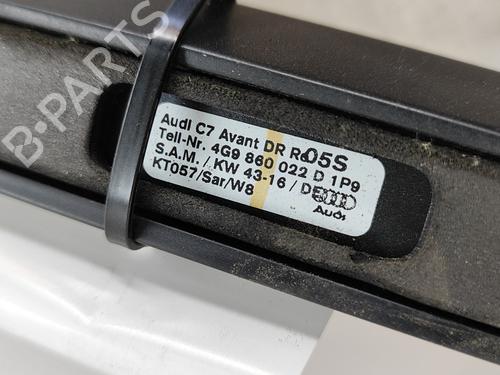 B-PARTS
Audi C7 Avant DR Re 05S
Teil-Nr. 4G9 860 022 D 1P9
S.A.M. / KW 43-16 / DE
KT057/Sar/W8
Audi